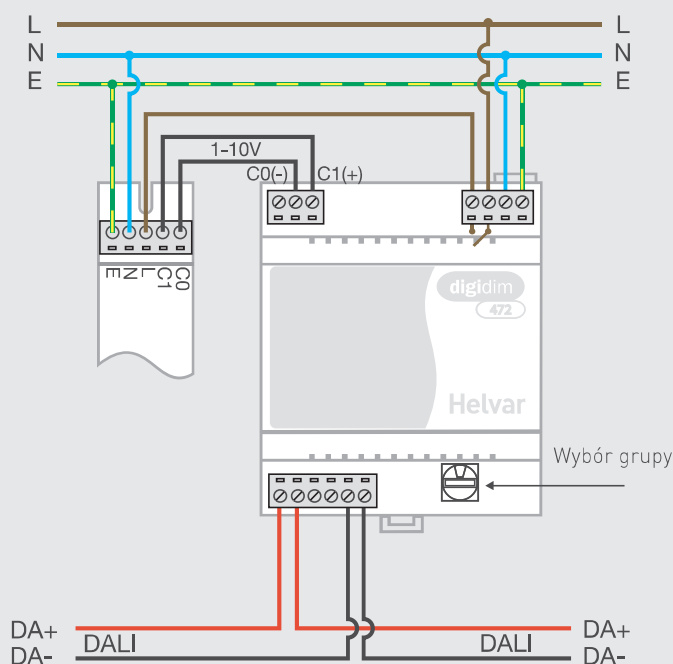 L L
N N
E E
1-10V
C0(-) C1(+)
E N L C1 C0
digidim
472
Helvar
Wybór grupy
DA+ DALI DALI DA+
DA- DA-